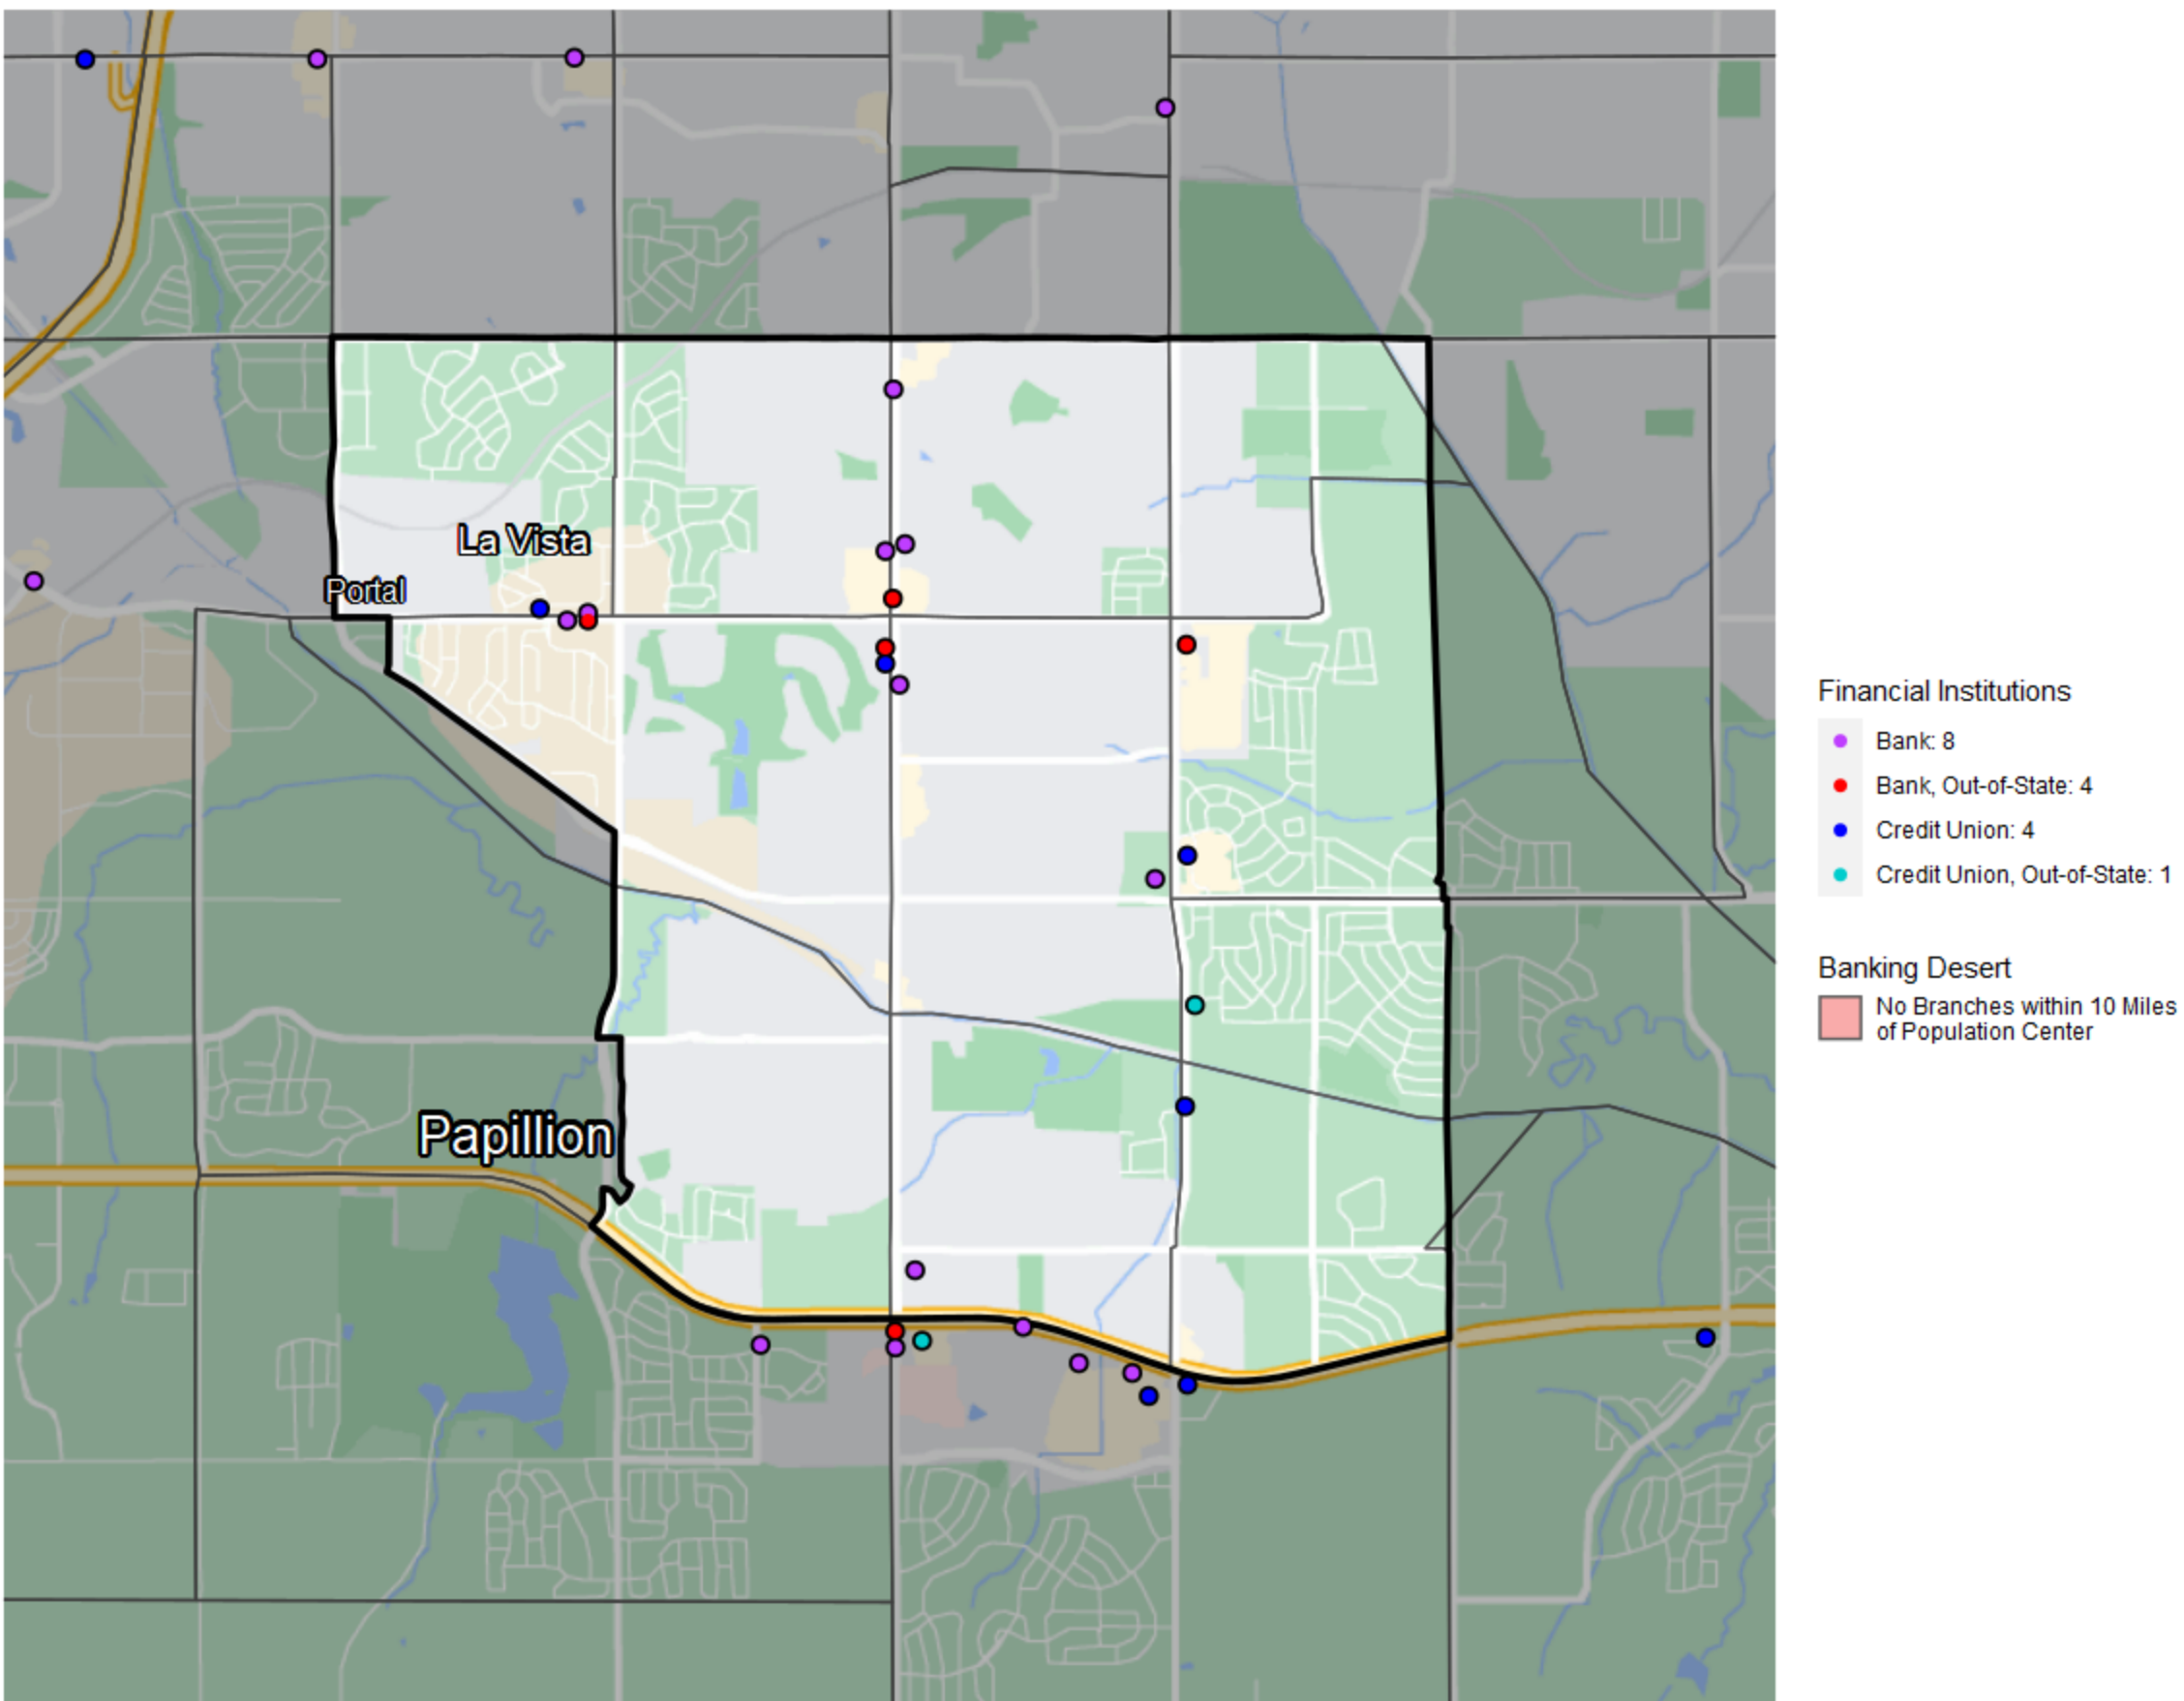 La Vista
Portal
Papillion
Financial Institutions
Bank: 8
Bank, Out-of-State: 4
Credit Union: 4
Credit Union, Out-of-State: 1
Banking Desert
No Branches within 10 Miles
of Population Center